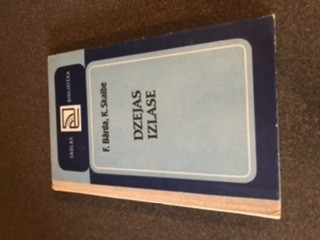 F. Bārda, K. Skalbe
DZEJAS
IZLASE
SKOLAS
BIBLIOTĒKA